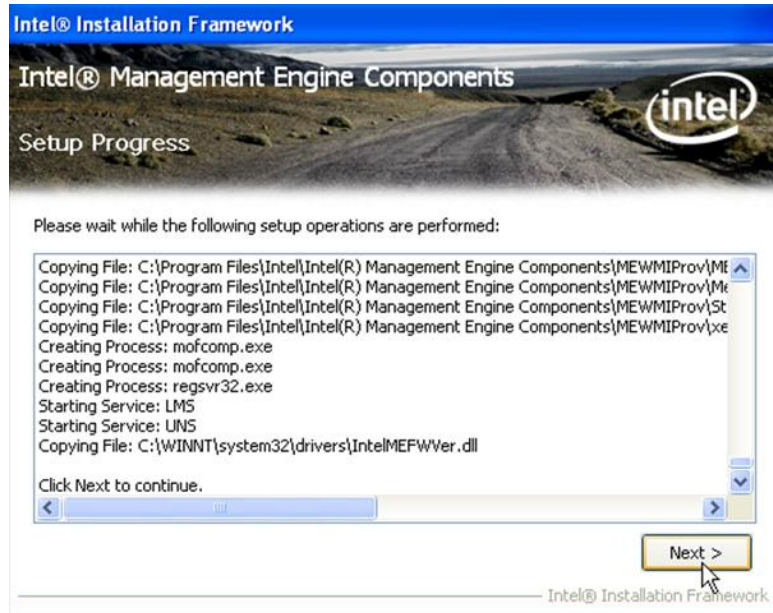 Intel® Installation Framework
Intel® Management Engine Components
intel
Setup Progress
Please wait while the following setup operations are performed:
Copying File: C:\Program Files\Intel\Intel(R) Management Engine Components\MEWMIProv\ME
Copying File: C:\Program Files\Intel\Intel(R) Management Engine Components\MEWMIProv\Me
Copying File: C:\Program Files\Intel\Intel(R) Management Engine Components\MEWMIProv\St
Copying File: C:\Program Files\Intel\Intel(R) Management Engine Components\MEWMIProv\xe
Creating Process: mofcomp.exe
Creating Process: mofcomp.exe
Creating Process: regsvr32.exe
Starting Service: LMS
Starting Service: UNS
Copying File: C:\WINNT\system32\drivers\IntelMEFWVer.dll
Click Next to continue.
Next >
Intel® Installation Framework